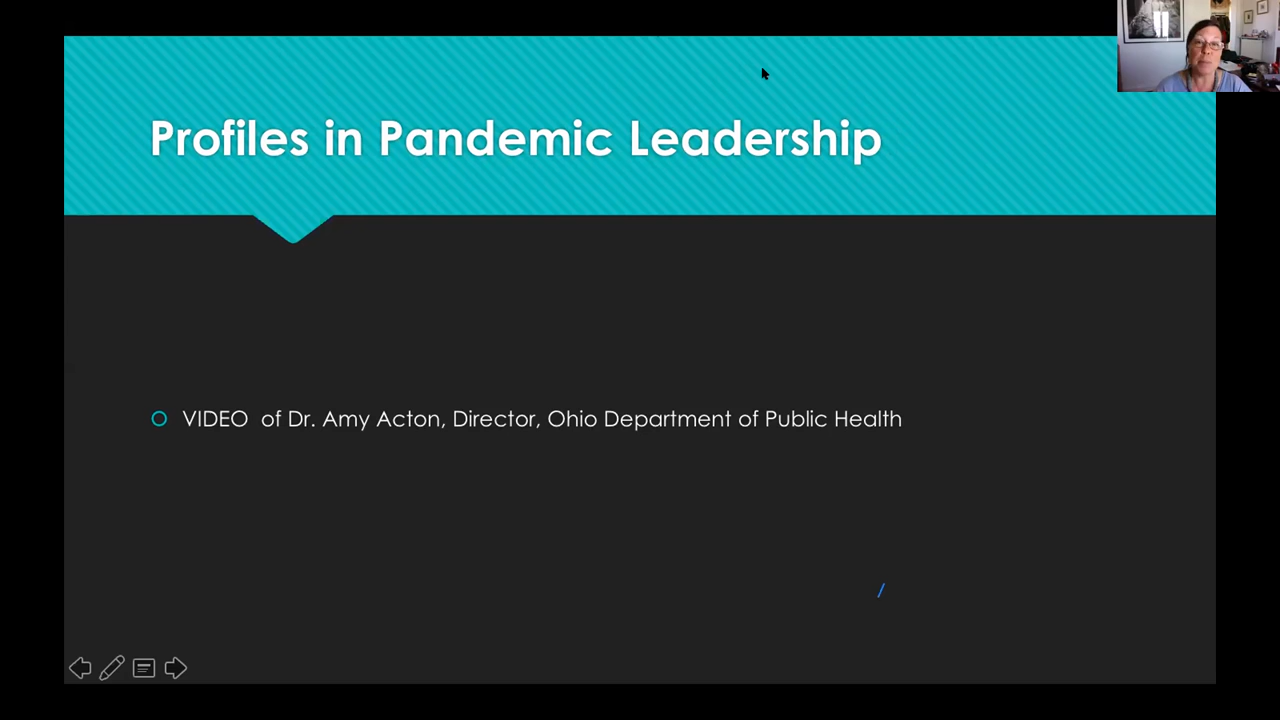 Profiles in Pandemic Leadership
VIDEO of Dr. Amy Acton, Director, Ohio Department of Public Health
/